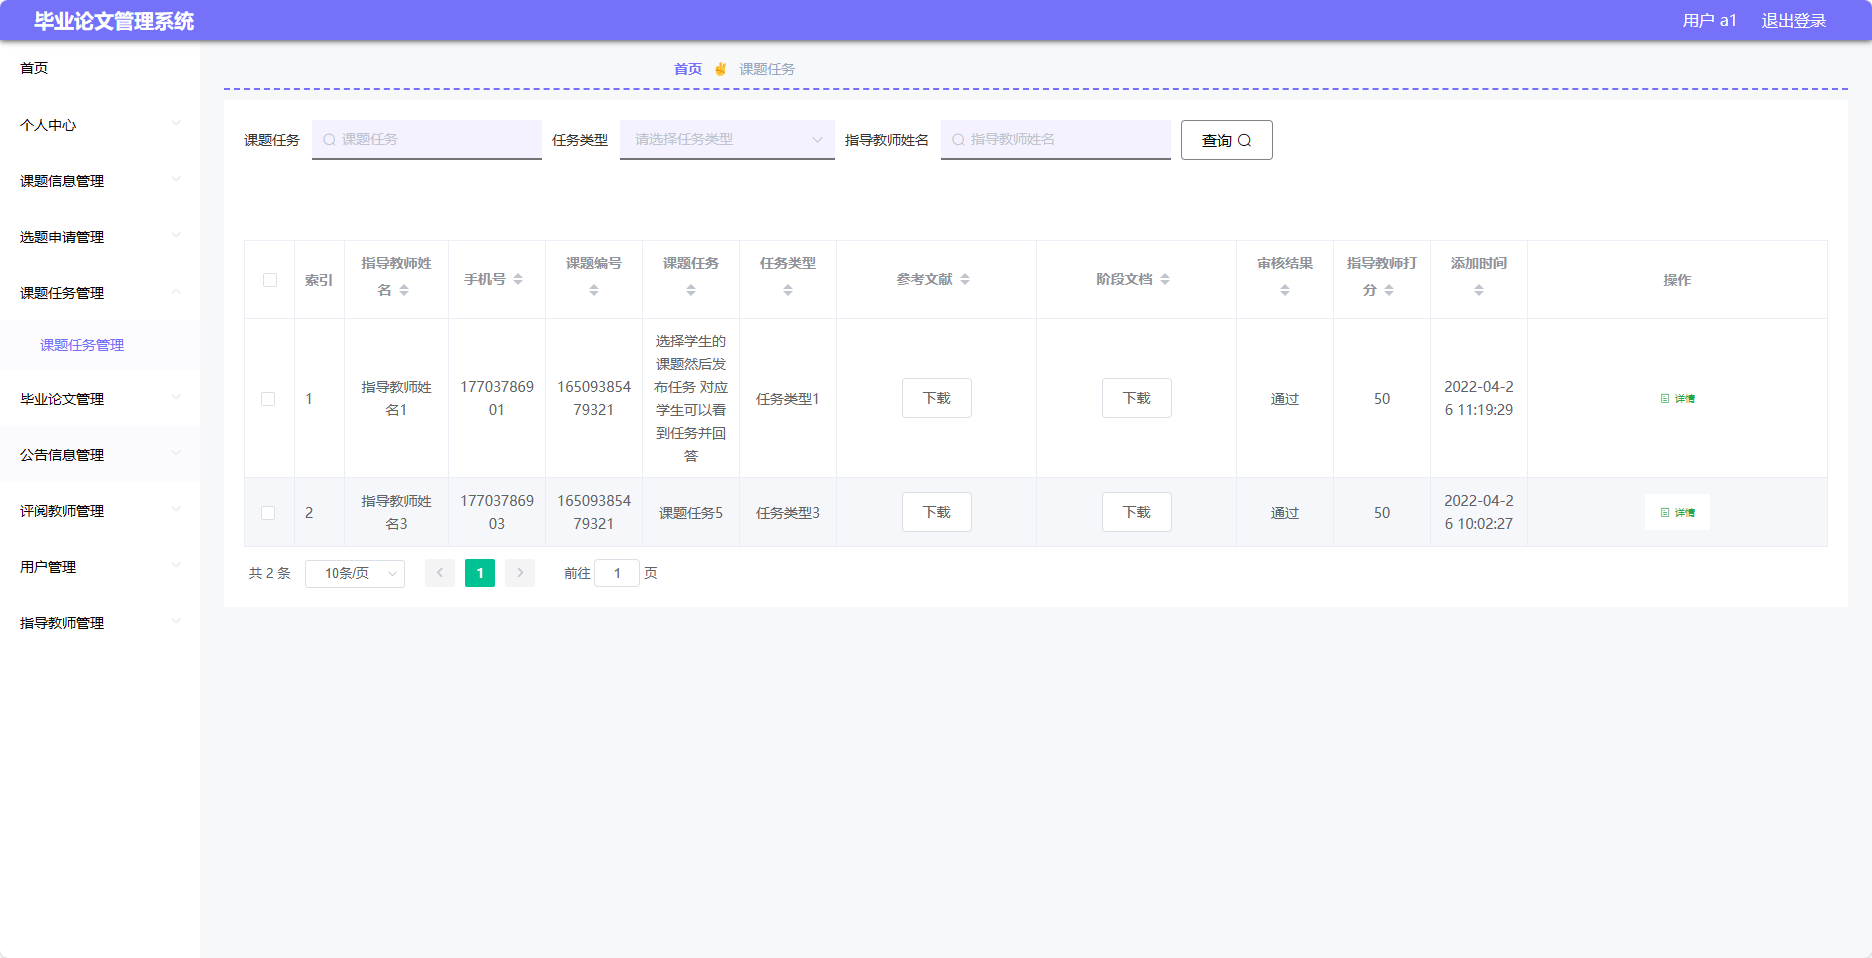 毕业论文管理系统
用户 a1
退出登录
首页
个人中心
课题信息管理
选题申请管理
课题任务管理
课题任务管理
毕业论文管理
公告信息管理
评阅教师管理
用户管理
指导教师管理
首页 ✌ 课题任务
课题任务
课题任务
任务类型
请选择任务类型
指导教师姓名
指导教师姓名
查询
索引
指导教师姓
名
手机号
课题编号
课题任务
任务类型
参考文献
阶段文档
审核结果
指导教师打
分
添加时间
操作
1
指导教师姓
名1
177037869
01
165093854
79321
选择学生的
课题然后发
布任务 对应
学生可以看
到任务并回
答
任务类型1
下载
下载
通过
50
2022-04-2
6 11:19:29
详情
2
指导教师姓
名3
177037869
03
165093854
79321
课题任务5
任务类型3
下载
下载
通过
50
2022-04-2
6 10:02:27
详情
共 2 条
10条/页
1
前往 1 页